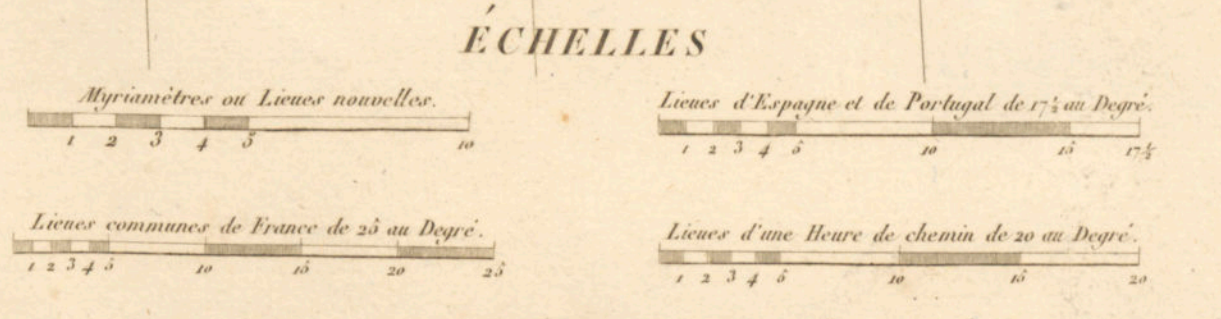 ÉCHELLES
Myriamètres ou Lieues nouvelles.
1 2 3 4 5 10
Lieues d'Espagne et de Portugal de 17½ au Degré.
1 2 3 4 5 10 15 17½
Lieues communes de France de 25 au Degré.
1 2 3 4 5 10 15 20 25
Lieues d'une Heure de chemin de 20 au Degré.
1 2 3 4 5 10 15 20